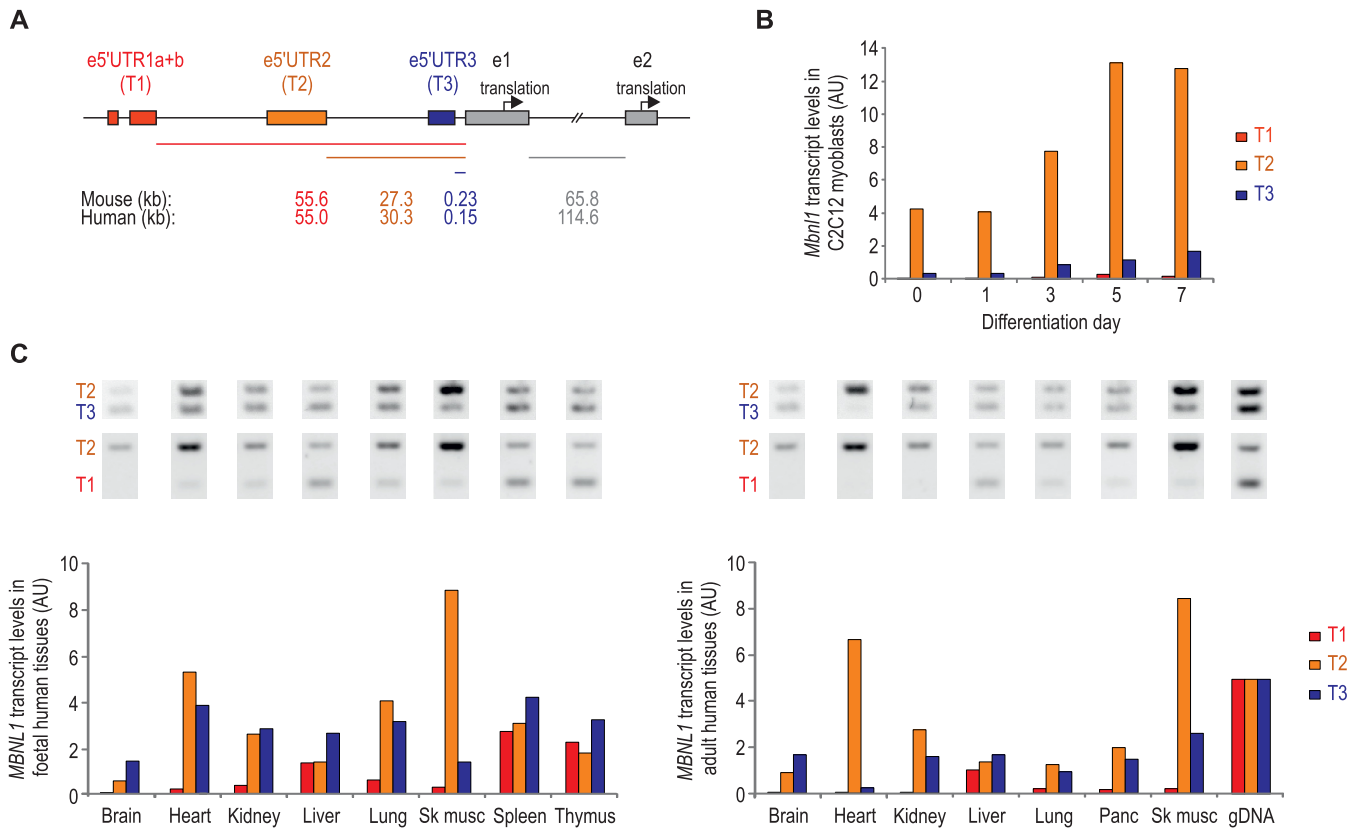 A
e5'UTR1a+b
(T1)
e5'UTR2
(T2)
e5'UTR3
(T3)
e1
translation
e2
translation
Mouse (kb): 55.6 27.3 0.23 65.8
Human (kb): 55.0 30.3 0.15 114.6
B
Mbnl1 transcript levels in
C2C12 myoblasts (AU)
14
12
10
8
6
4
2
0
0 1 3 5 7
Differentiation day
T1
T2
T3
C
T2
T3
T2
T1
T2
T3
T2
T1
MBNL1 transcript levels in
foetal human tissues (AU)
10
8
6
4
2
0
Brain Heart Kidney Liver Lung Sk musc Spleen Thymus
MBNL1 transcript levels in
adult human tissues (AU)
10
8
6
4
2
0
Brain Heart Kidney Liver Lung Panc Sk musc gDNA
T1
T2
T3